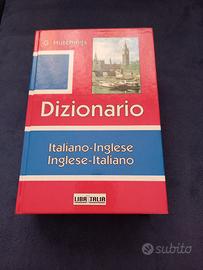 G. Hutchings
Dizionario
Italiano-Inglese
Inglese-Italiano
LIBRITALIA
subito